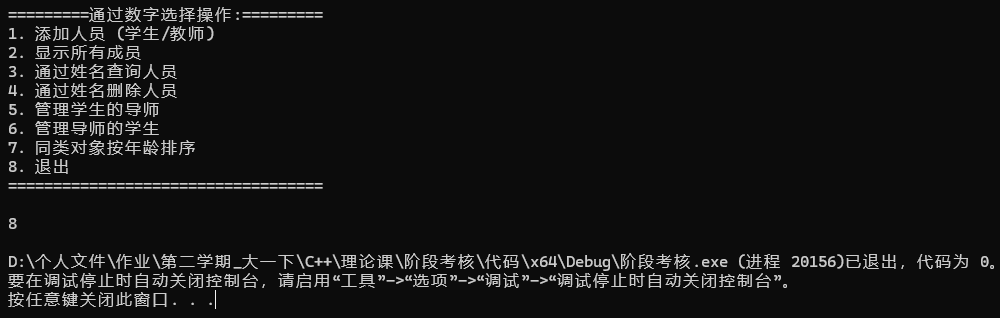 =========通过数字选择操作:=========
1. 添加人员 (学生/教师)
2. 显示所有成员
3. 通过姓名查询人员
4. 通过姓名删除人员
5. 管理学生的导师
6. 管理导师的学生
7. 同类对象按年龄排序
8. 退出
===================================
8
D:\个人文件\作业\第二学期_大一下\C++\理论课\阶段考核\代码\x64\Debug\阶段考核.exe (进程 20156)已退出，代码为 0。
要在调试停止时自动关闭控制台，请启用“工具”->“选项”->“调试”->“调试停止时自动关闭控制台”。
按任意键关闭此窗口. . .